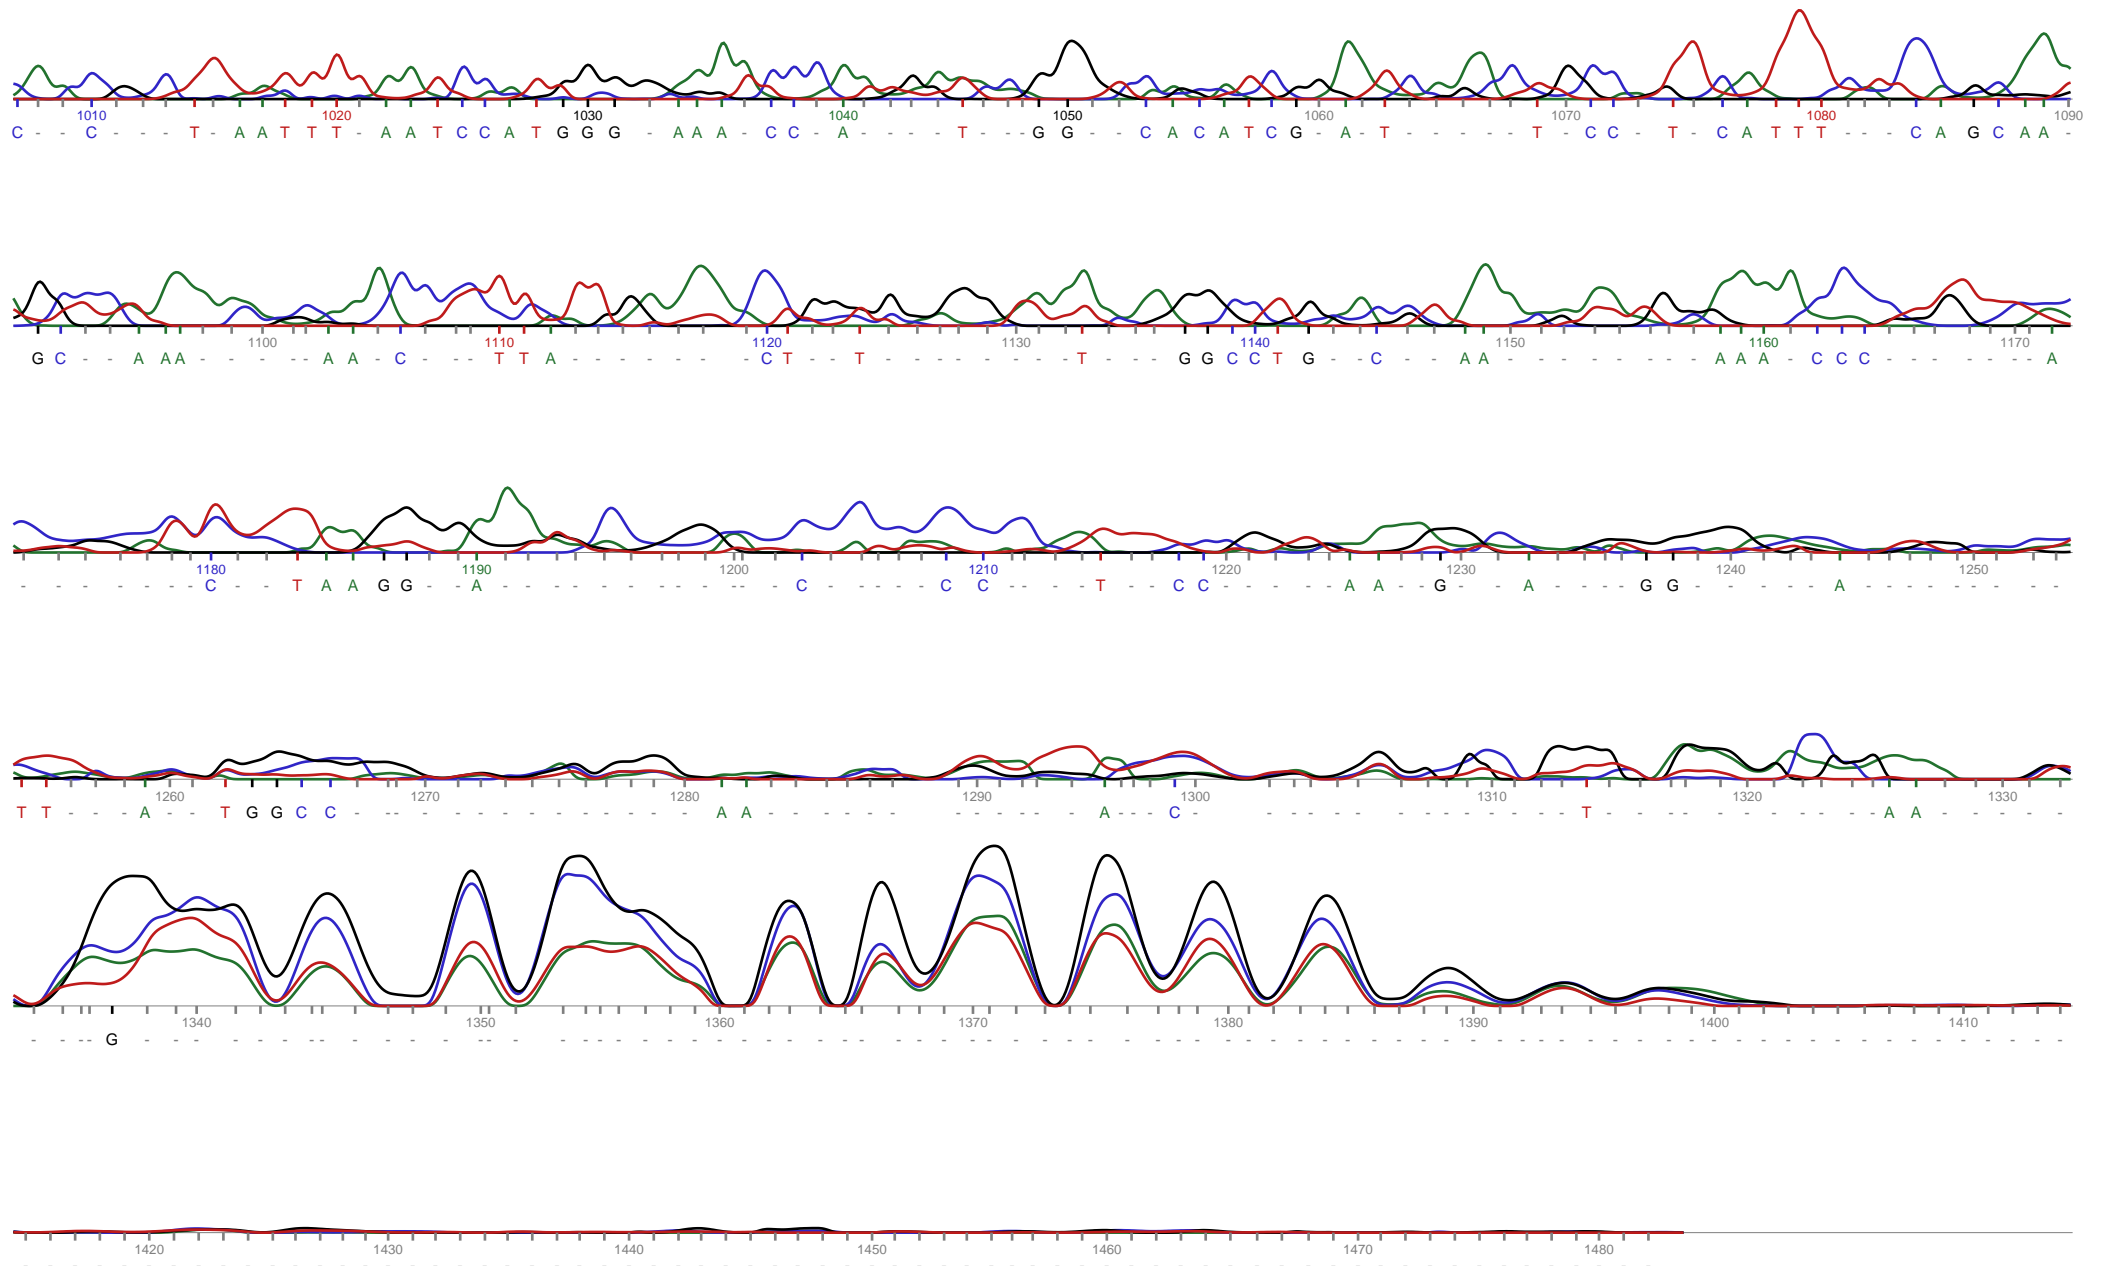 1010 1020 1030 1040 1050 1060 1070 1080 1090
C - - C - - - T - A A T T T - A A T C C A T G G G - A A A - C C - A - - - - T - - - G G - - C A C A T C G - A - T - - - - - - T - C C - T - C A T T T - - - C A G C A A -
1100 1110 1120 1130 1140 1150 1160 1170
G C - - A A A - - - - - - - A A - C - - - T T A - - - - - - - - C T - - T - - - - - - - - - T - - - - G G C C T G - - C - - - A A - - - - - - - - - A A A - C C C - - - - - - - A
1180 1190 1200 1210 1220 1230 1240 1250
- - - - - - - - C - - T A A G G - - A - - - - - - - - - - - - - C - - - - - C C - - - - T - - C C - - - - - - A A - - G - - A - - - - - G G - - - - - - A - - - - - - - - -
1260 1270 1280 1290 1300 1310 1320 1330
T T - - - A - - T G G C C - - - - - - - - - - - - - - A A - - - - - - - - - - - - - A - - - C - - - - - - - - - - - - - - T - - - - - - - - - - - A A - - - - -
1340 1350 1360 1370 1380 1390 1400 1410
- - - - - G - - - - - - - - - - - - - - - - - - - - - - - - - - - - - - - - - - - - - - - - - - - - - - - - - - - - - - - - - - - - - - - - - - - - - - - - - -
1420 1430 1440 1450 1460 1470 1480